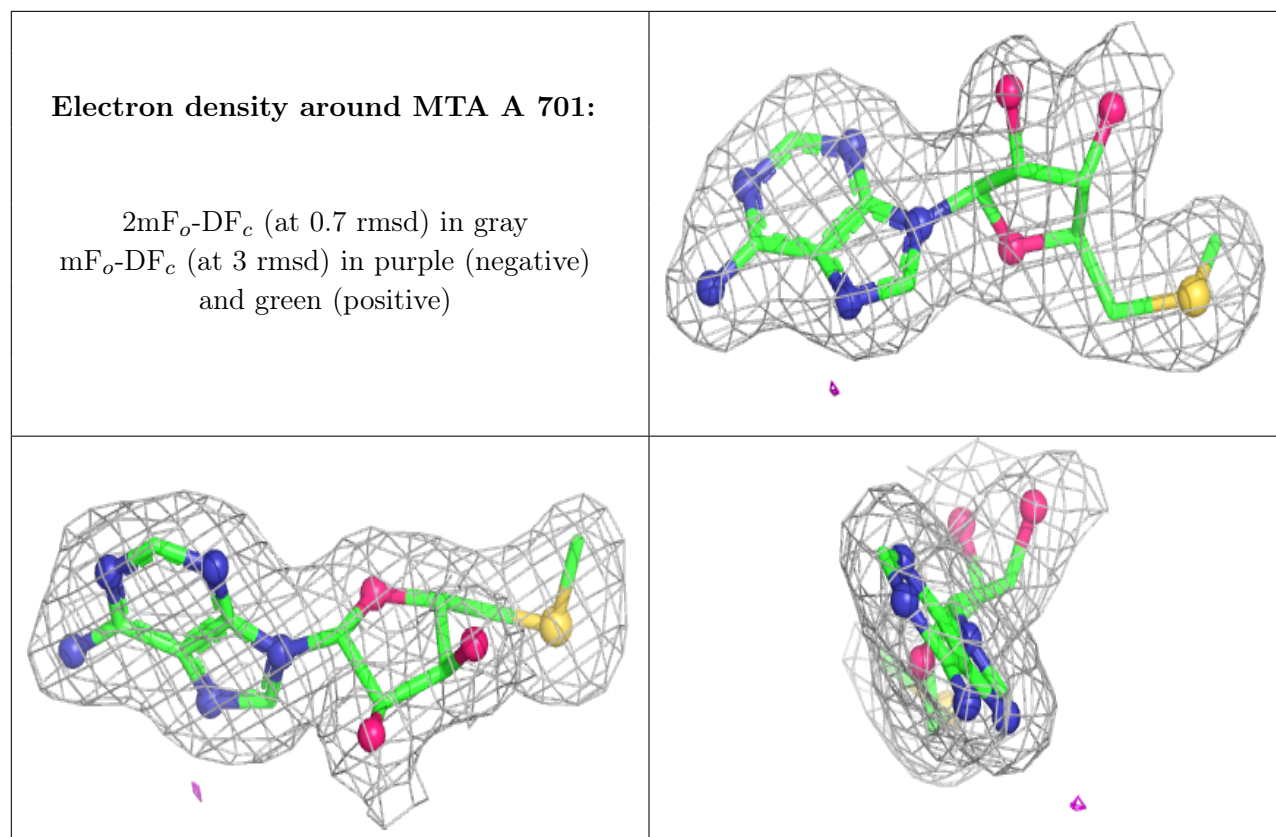 Electron density around MTA A 701:
2mFo-DFc (at 0.7 rmsd) in gray
mFo-DFc (at 3 rmsd) in purple (negative)
and green (positive)